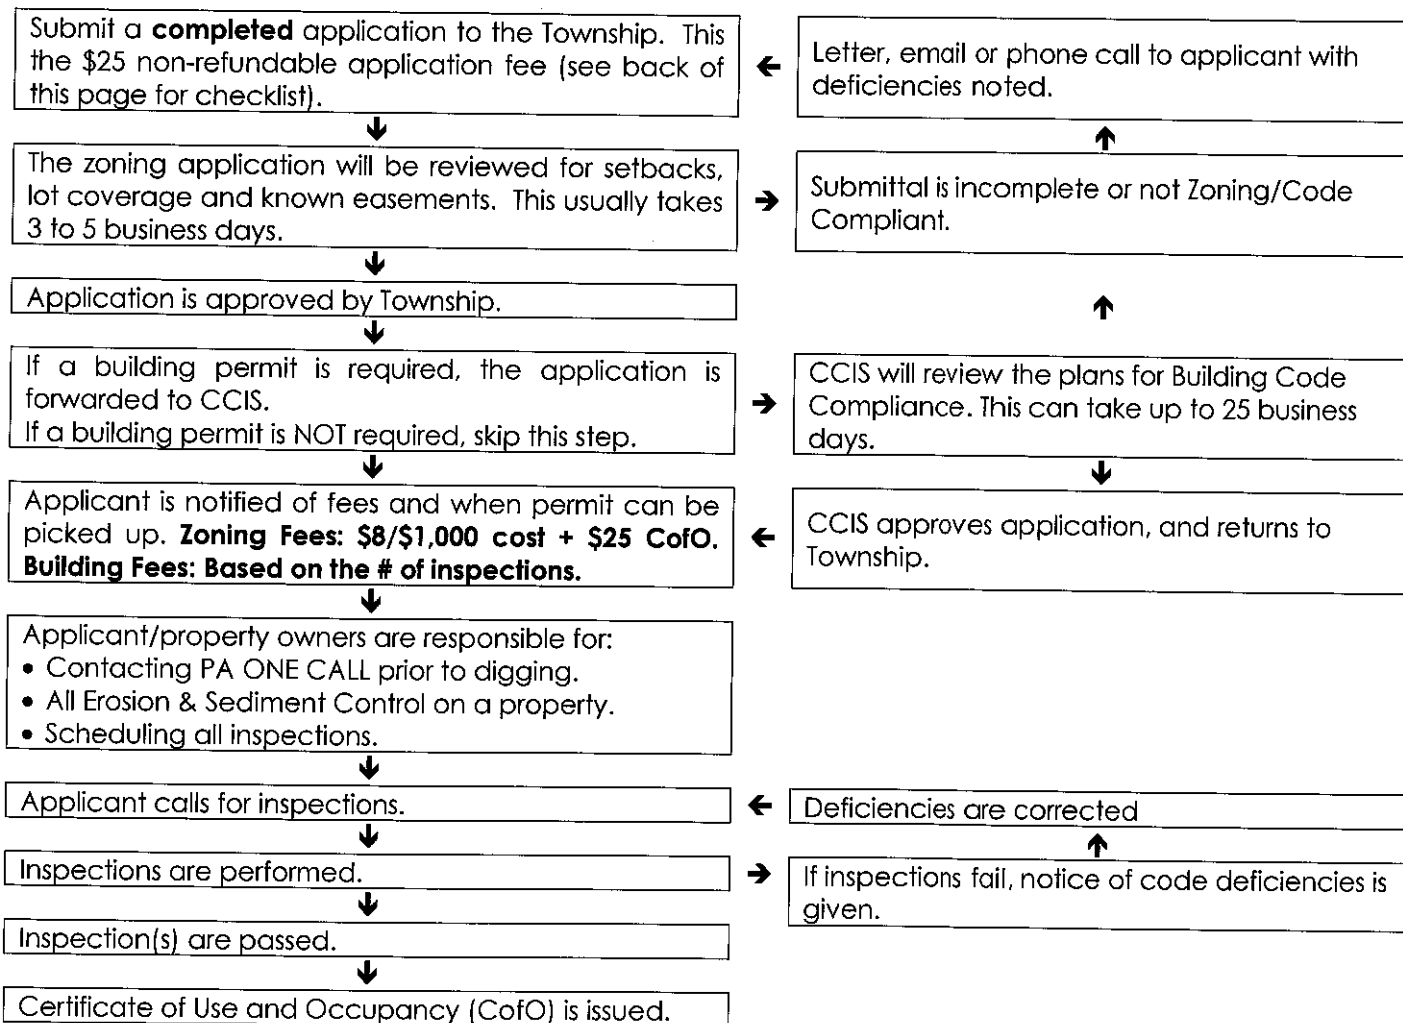 Submit a completed application to the Township. This
the $25 non-refundable application fee (see back of
this page for checklist).
Letter, email or phone call to applicant with
deficiencies noted.
The zoning application will be reviewed for setbacks,
lot coverage and known easements. This usually takes
3 to 5 business days.
Submittal is incomplete or not Zoning/Code
Compliant.
Application is approved by Township.
If a building permit is required, the application is
forwarded to CCIS.
If a building permit is NOT required, skip this step.
CCIS will review the plans for Building Code
Compliance. This can take up to 25 business
days.
Applicant is notified of fees and when permit can be
picked up. Zoning Fees: $8/$1,000 cost + $25 CofO.
Building Fees: Based on the # of inspections.
CCIS approves application, and returns to
Township.
Applicant/property owners are responsible for:
• Contacting PA ONE CALL prior to digging.
• All Erosion & Sediment Control on a property.
• Scheduling all inspections.
Applicant calls for inspections.
Deficiencies are corrected
Inspections are performed.
If inspections fail, notice of code deficiencies is
given.
Inspection(s) are passed.
Certificate of Use and Occupancy (CofO) is issued.